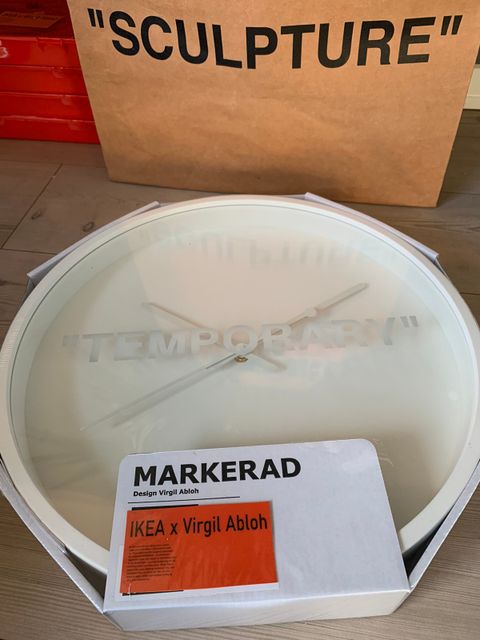 "SCULPTURE"
"TEMPORARY"
MARKERAD
Design Virgil Abloh
IKEA x Virgil Abloh